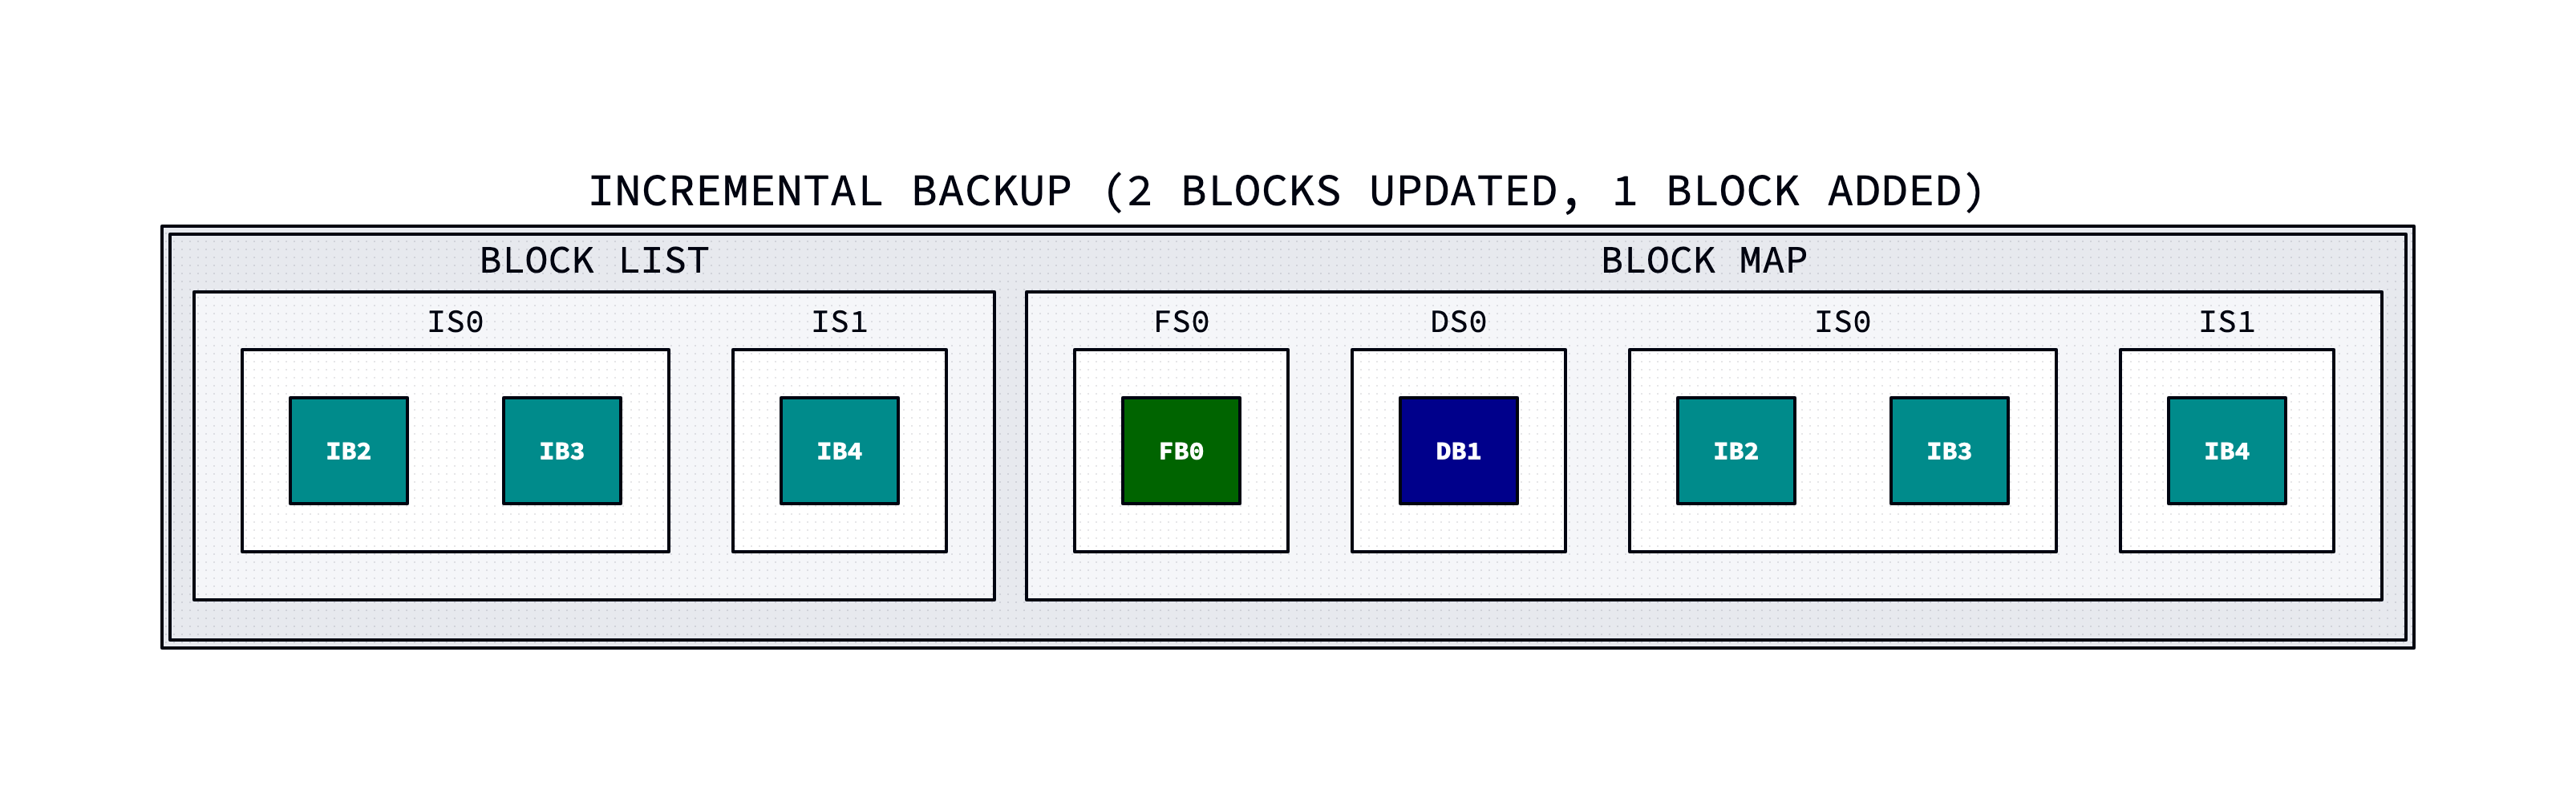 INCREMENTAL BACKUP (2 BLOCKS UPDATED, 1 BLOCK ADDED)
BLOCK LIST
IS0 IS1
IB2 IB3 IB4
BLOCK MAP
FS0 DS0 IS0 IS1
FB0 DB1 IB2 IB3 IB4